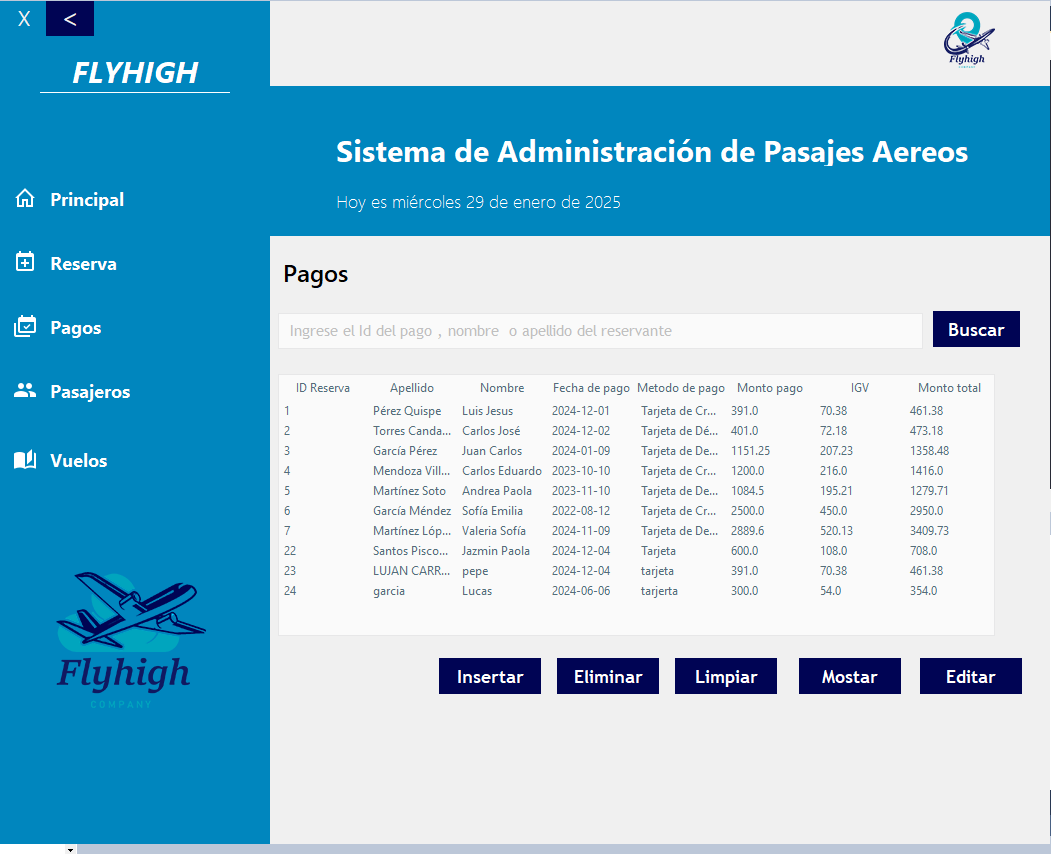 X <
FLYHIGH
Flyhigh
COMPANY
Sistema de Administración de Pasajes Aereos
Hoy es miércoles 29 de enero de 2025
Principal
Reserva
Pagos
Pasajeros
Vuelos
Flyhigh
COMPANY
Pagos
Ingrese el Id del pago , nombre o apellido del reservante
Buscar
ID Reserva Apellido Nombre Fecha de pago Metodo de pago Monto pago IGV Monto total
1 Pérez Quispe Luis Jesus 2024-12-01 Tarjeta de Cr... 391.0 70.38 461.38
2 Torres Canda... Carlos José 2024-12-02 Tarjeta de Dé... 401.0 72.18 473.18
3 García Pérez Juan Carlos 2024-01-09 Tarjeta de De... 1151.25 207.23 1358.48
4 Mendoza Vill... Carlos Eduardo 2023-10-10 Tarjeta de Cr... 1200.0 216.0 1416.0
5 Martínez Soto Andrea Paola 2023-11-10 Tarjeta de De... 1084.5 195.21 1279.71
6 García Méndez Sofía Emilia 2022-08-12 Tarjeta de Cr... 2500.0 450.0 2950.0
7 Martínez Lóp... Valeria Sofía 2024-11-09 Tarjeta de De... 2889.6 520.13 3409.73
22 Santos Pisco... Jazmin Paola 2024-12-04 Tarjeta 600.0 108.0 708.0
23 LUJAN CARR... pepe 2024-12-04 tarjeta 391.0 70.38 461.38
24 garcia Lucas 2024-06-06 tarjerta 300.0 54.0 354.0
Insertar Eliminar Limpiar Mostar Editar